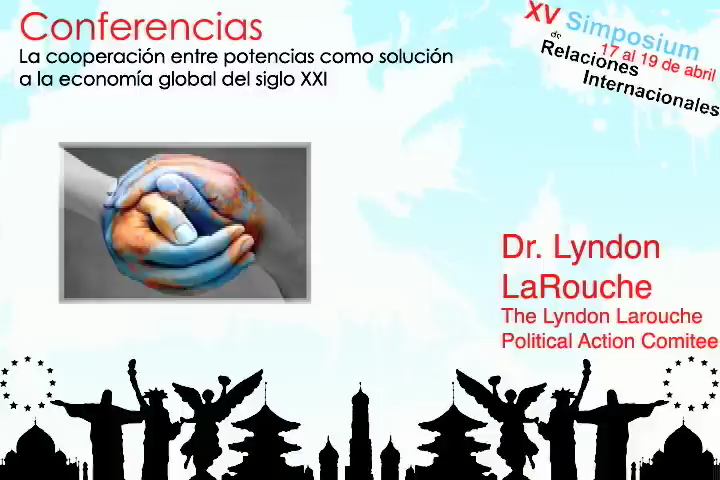 Conferencias
La cooperación entre potencias como solución
a la economía global del siglo XXI
XV Simposium
de
17 al 19 de abril
Relaciones
Internacionales
Dr. Lyndon
LaRouche
The Lyndon Larouche
Political Action Comitee